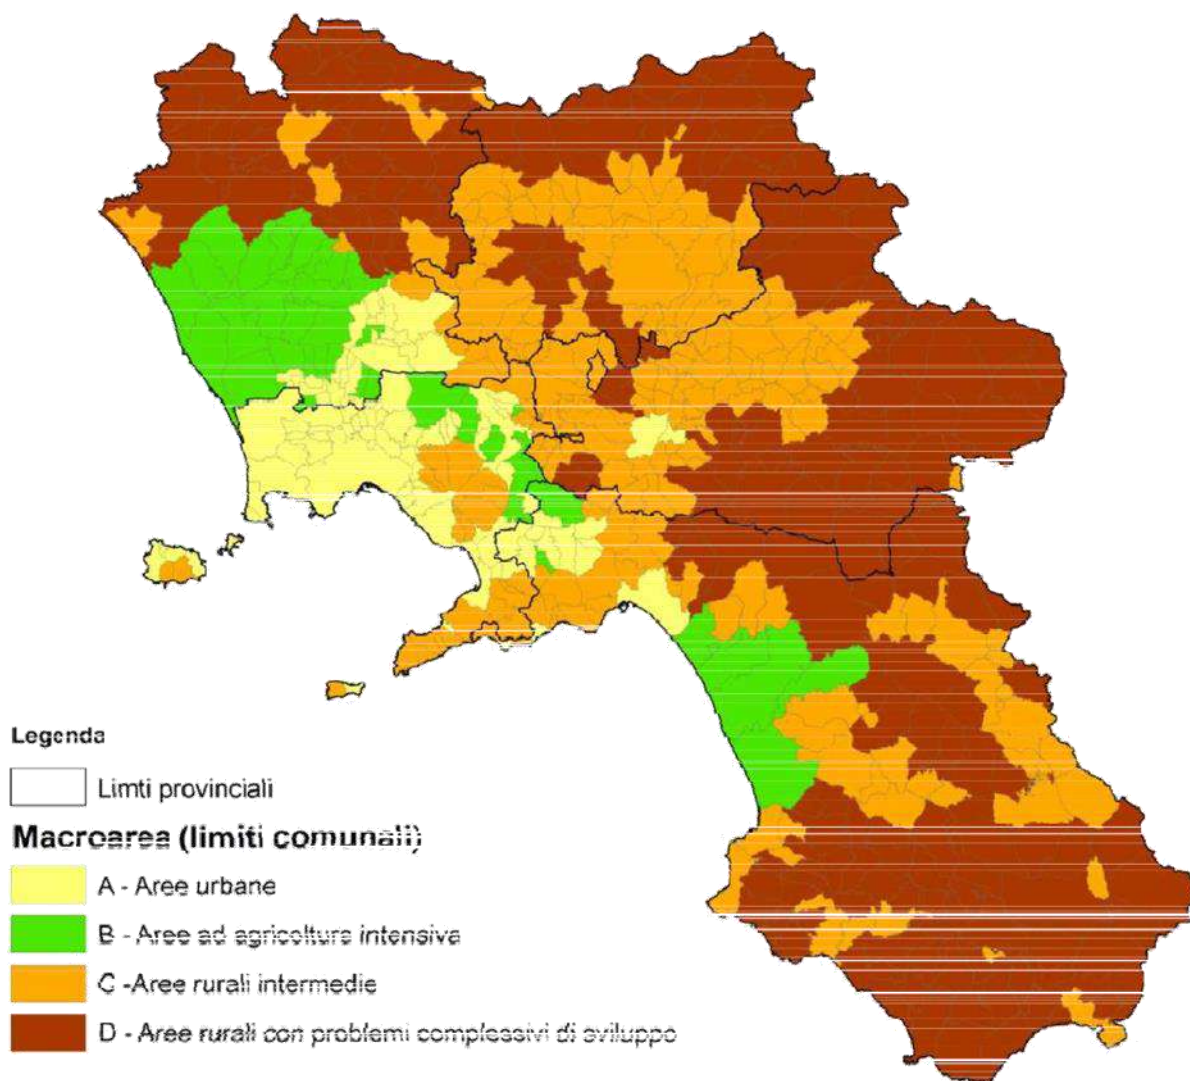 Legenda
Limti provinciali
Macroarea (limiti comunali)
A - Aree urbane
B - Aree ad agricoltura intensiva
C -Aree rurali intermedie
D - Aree rurali con problemi complessivi di sviluppo